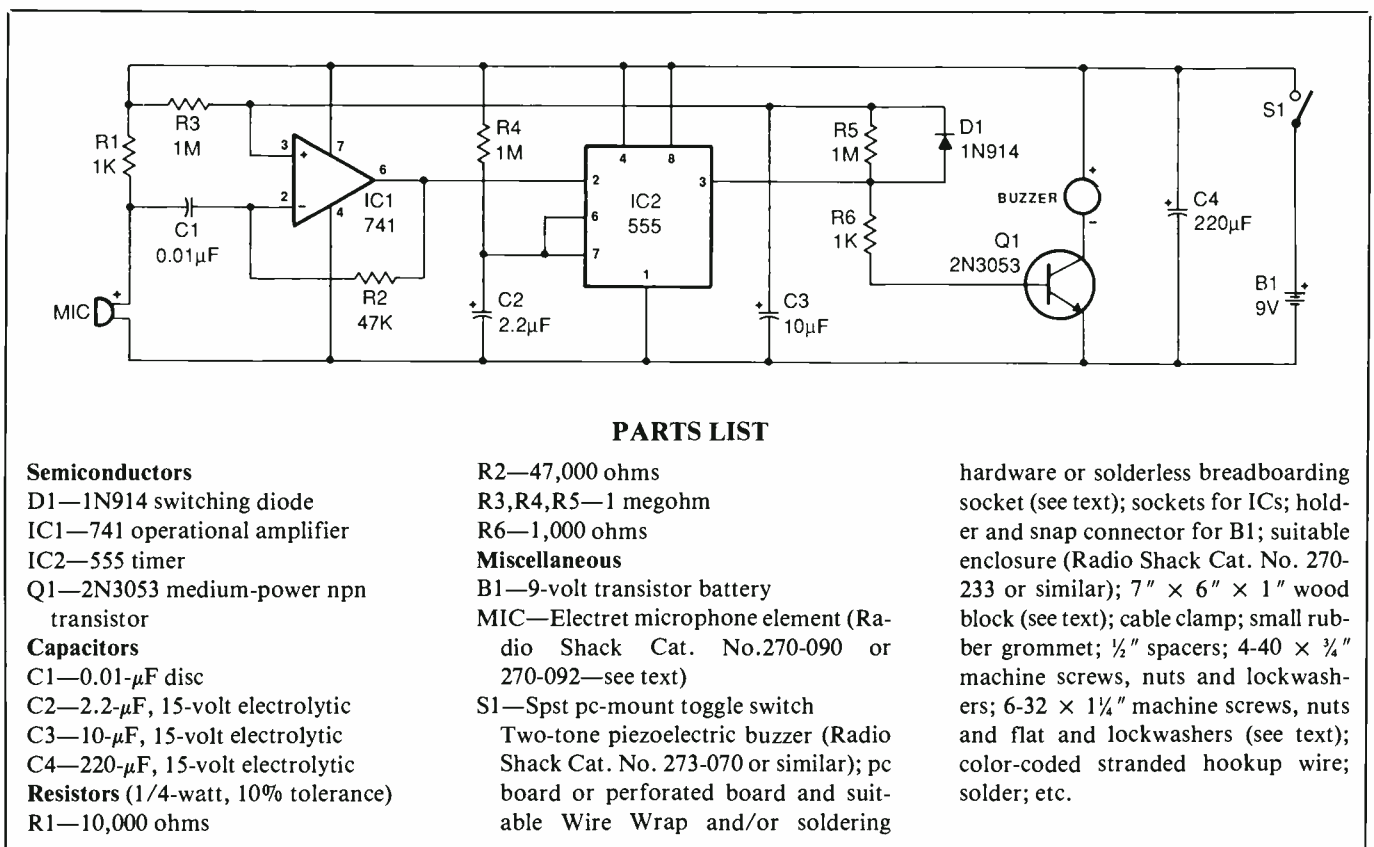 R3
1M
R1
1K
C1
0.01µF
MIC
+
3
+
2
−
7
6
4
IC1
741
R2
47K
R4
1M
C2
2.2µF
+
2
6
7
4
8
3
1
IC2
555
C3
10µF
+
R5
1M
D1
1N914
R6
1K
Q1
2N3053
BUZZER
+
−
C4
220µF
+
S1
B1
9V
+
PARTS LIST
Semiconductors
D1—1N914 switching diode
IC1—741 operational amplifier
IC2—555 timer
Q1—2N3053 medium-power npn
transistor
Capacitors
C1—0.01-µF disc
C2—2.2-µF, 15-volt electrolytic
C3—10-µF, 15-volt electrolytic
C4—220-µF, 15-volt electrolytic
Resistors (1/4-watt, 10% tolerance)
R1—10,000 ohms
R2—47,000 ohms
R3,R4,R5—1 megohm
R6—1,000 ohms
Miscellaneous
B1—9-volt transistor battery
MIC—Electret microphone element (Ra-
dio Shack Cat. No.270-090 or
270-092—see text)
S1—Spst pc-mount toggle switch
Two-tone piezoelectric buzzer (Radio
Shack Cat. No. 273-070 or similar); pc
board or perforated board and suit-
able Wire Wrap and/or soldering
hardware or solderless breadboarding
socket (see text); sockets for ICs; hold-
er and snap connector for B1; suitable
enclosure (Radio Shack Cat. No. 270-
233 or similar); 7" × 6" × 1" wood
block (see text); cable clamp; small rub-
ber grommet; ½" spacers; 4-40 × ¾"
machine screws, nuts and lockwash-
ers; 6-32 × 1¼" machine screws, nuts
and flat and lockwashers (see text);
color-coded stranded hookup wire;
solder; etc.